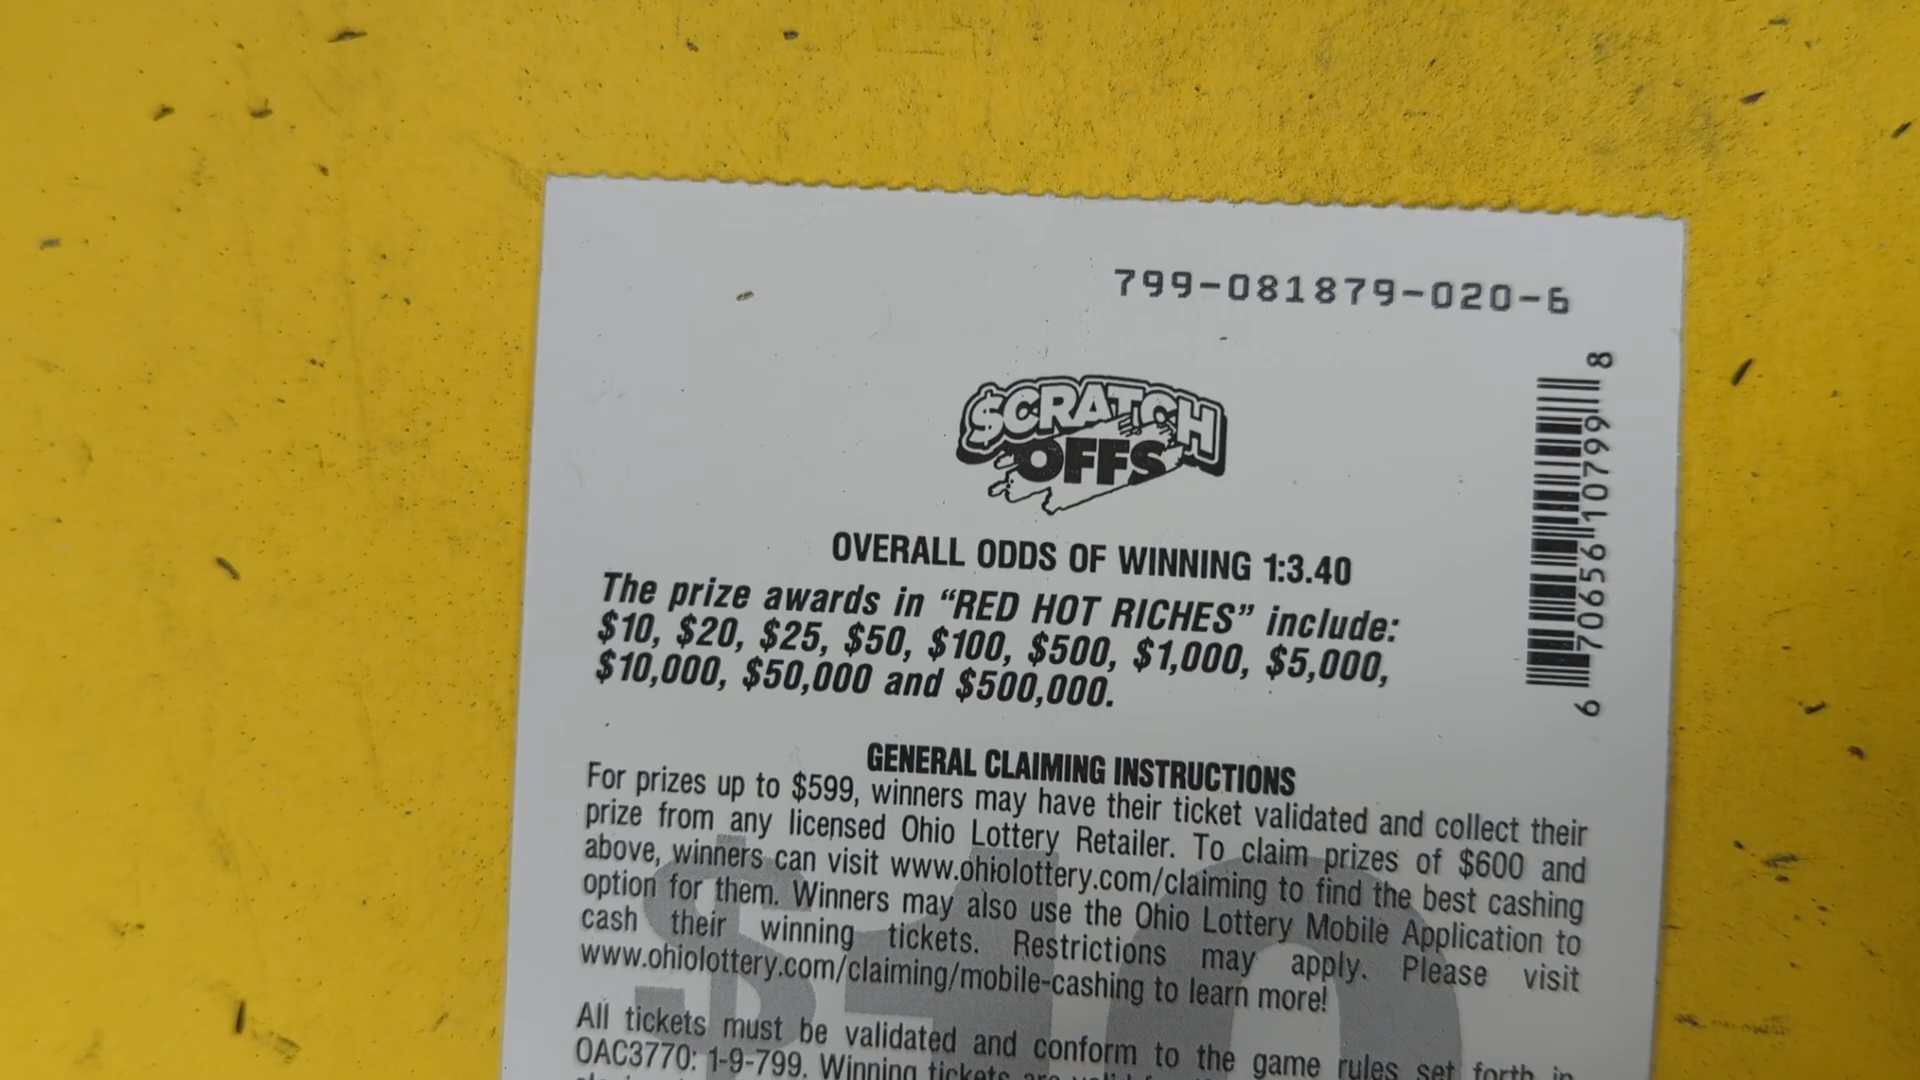 799-081879-020-6
$CRATCH
OFFS
OVERALL ODDS OF WINNING 1:3.40
The prize awards in “RED HOT RICHES” include:
$10, $20, $25, $50, $100, $500, $1,000, $5,000,
$10,000, $50,000 and $500,000.
6 70656 10799 8
GENERAL CLAIMING INSTRUCTIONS
For prizes up to $599, winners may have their ticket validated and collect their
prize from any licensed Ohio Lottery Retailer. To claim prizes of $600 and
above, winners can visit www.ohiolottery.com/claiming to find the best cashing
option for them. Winners may also use the Ohio Lottery Mobile Application to
cash their winning tickets. Restrictions may apply. Please visit
www.ohiolottery.com/claiming/mobile-cashing to learn more!
$10
All tickets must be validated and conform to the game rules set forth in
OAC3770: 1-9-799. Winning tickets are